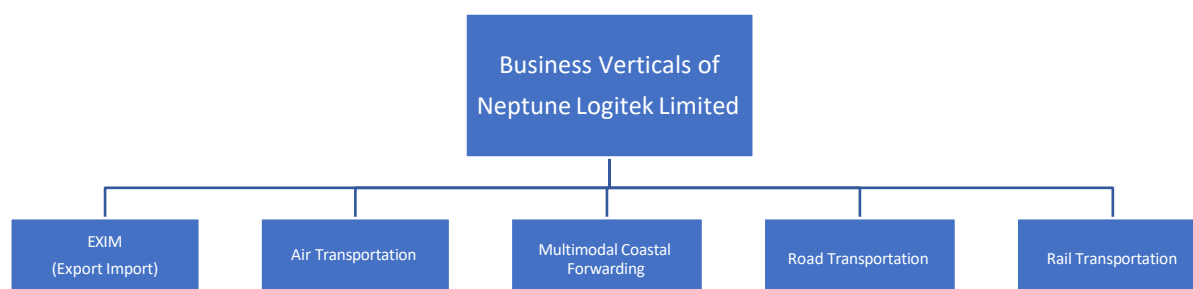 Business Verticals of
Neptune Logitek Limited
EXIM
(Export Import)
Air Transportation
Multimodal Coastal
Forwarding
Road Transportation
Rail Transportation